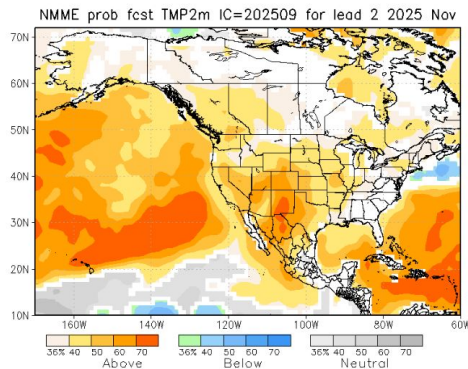 NMME prob fcst TMP2m IC=202509 for lead 2 2025 Nov
70N
60N
50N
40N
30N
20N
10N
160W 140W 120W 100W 80W 60W
36% 40 50 60 70 36% 40 50 60 70 36% 40 50 60 70
Above Below Neutral